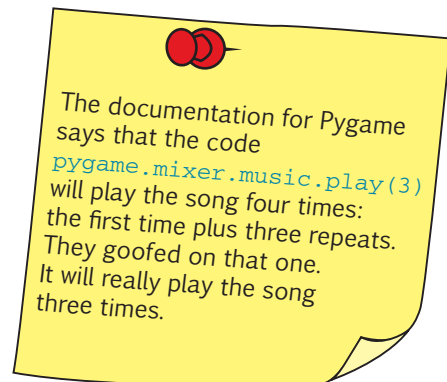 The documentation for Pygame
says that the code
pygame.mixer.music.play(3)
will play the song four times:
the first time plus three repeats.
They goofed on that one.
It will really play the song
three times.